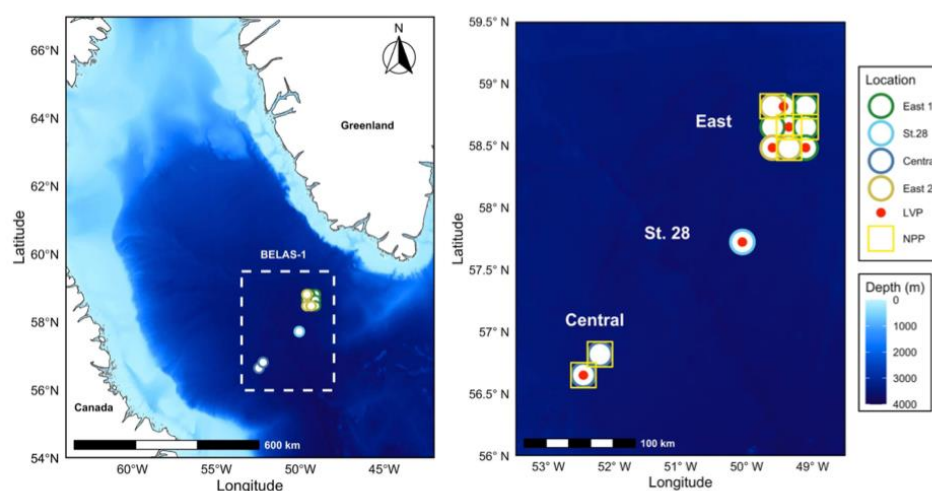 66°N
64°N
62°N
60°N
58°N
56°N
54°N
Latitude
60°W
55°W
50°W
45°W
Longitude
N
Greenland
BELAS-1
Canada
600 km
59.5° N
59° N
58.5° N
58° N
57.5° N
57° N
56.5° N
56° N
Latitude
53° W
52° W
51° W
50° W
49° W
Longitude
East
St. 28
Central
100 km
Location
East 1
St.28
Centra
East 2
LVP
NPP
Depth (m)
0
1000
2000
3000
4000